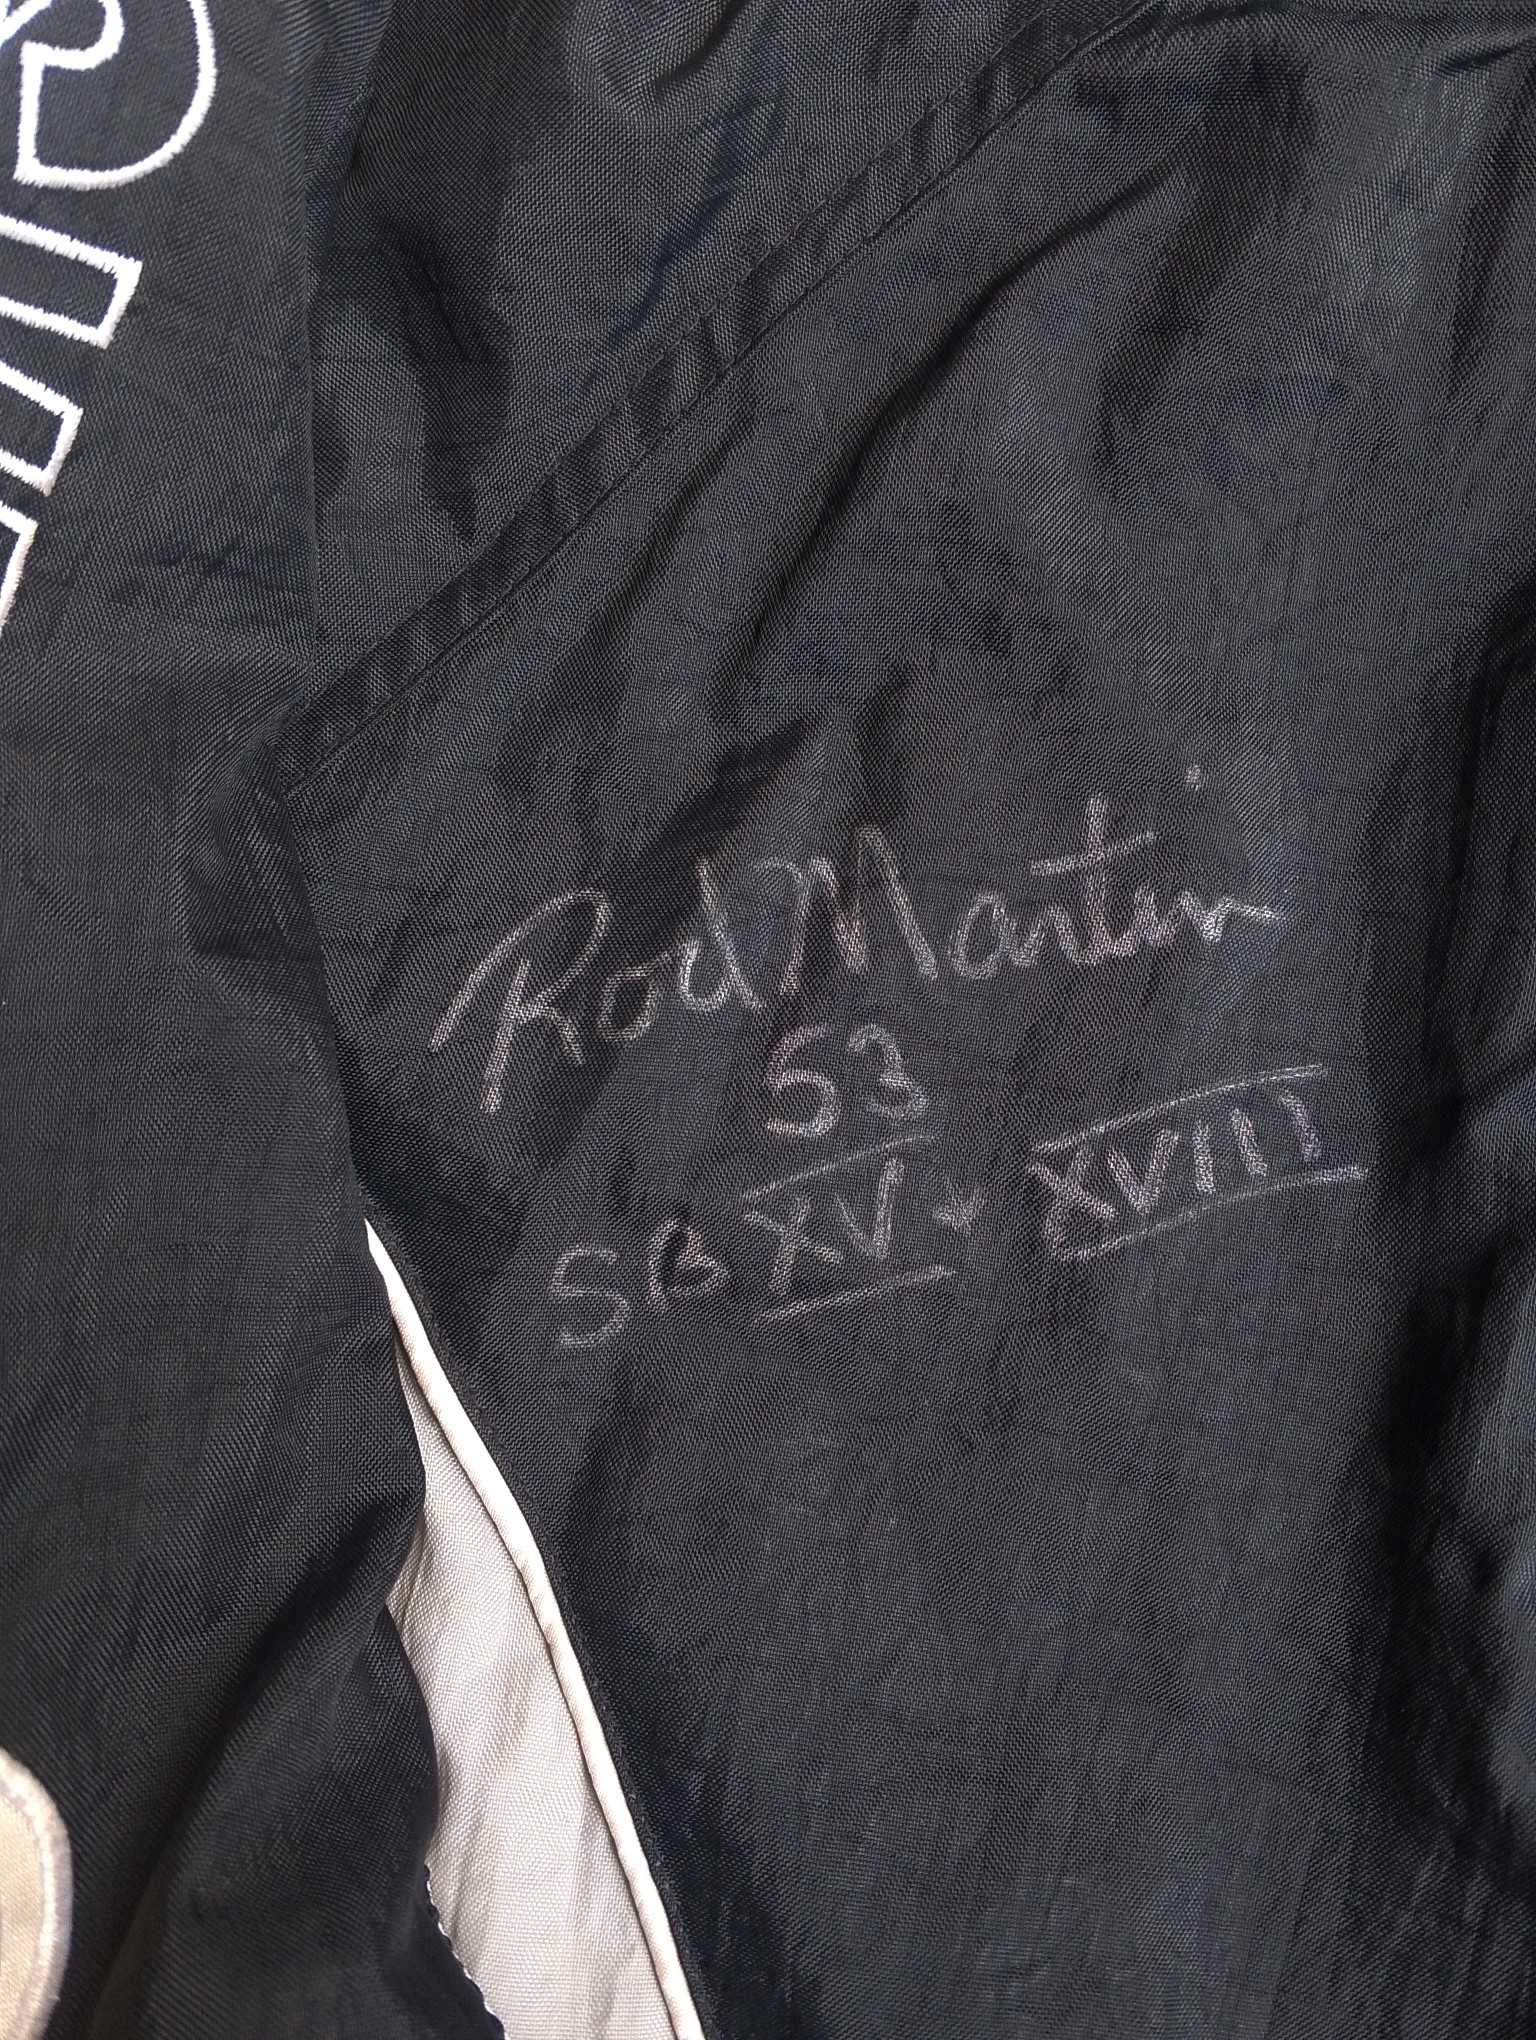 Rod Martin
53
SB XV + XVIII